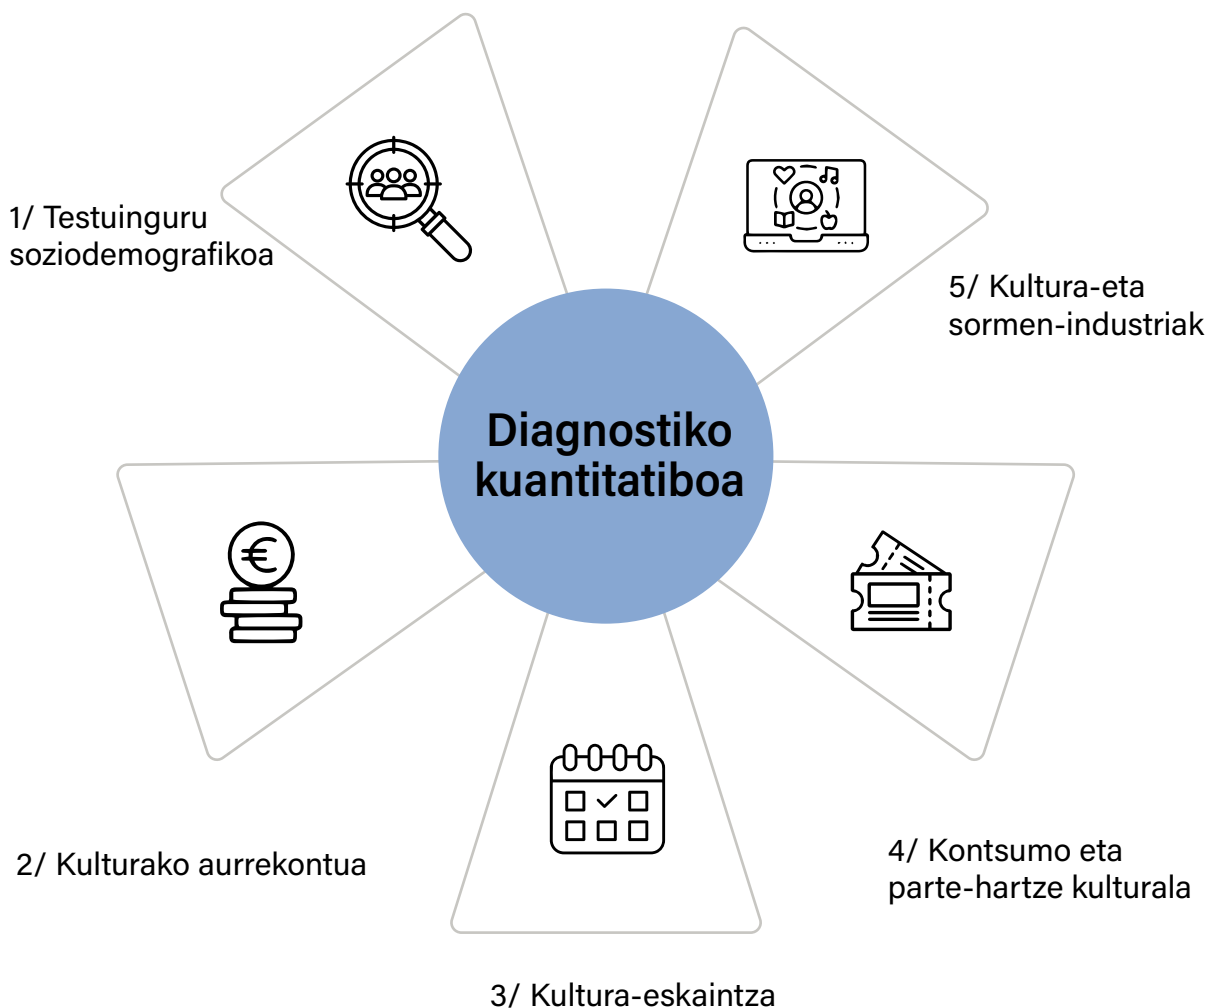 Diagnostiko
kuantitatiboa
1/ Testuinguru
soziodemografikoa
2/ Kulturako aurrekontua
3/ Kultura-eskaintza
4/ Kontsumo eta
parte-hartze kulturala
5/ Kultura-eta
sormen-industriak